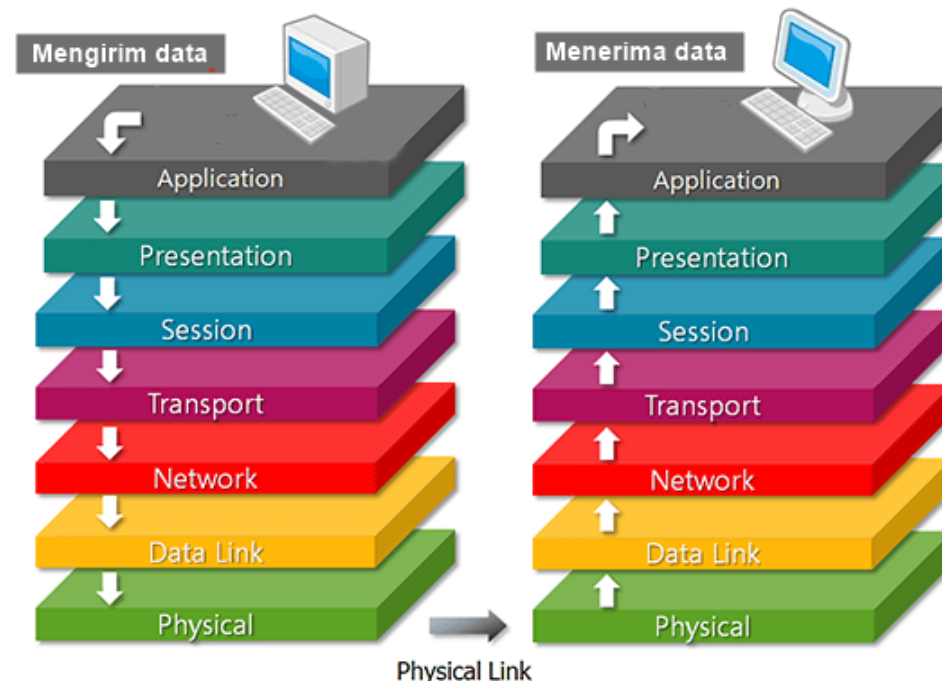 Mengirim data
Application
Presentation
Session
Transport
Network
Data Link
Physical
Menerima data
Application
Presentation
Session
Transport
Network
Data Link
Physical
Physical Link